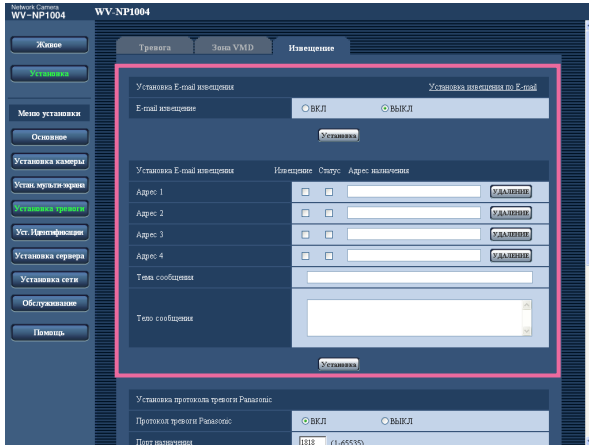 Network Camera
WV-NP1004
WV-NP1004
Живое
Установка
Меню установки
Основное
Установка камеры
Устан. мульти-экрана
Установка тревоги
Уст. Идентификации
Установка сервера
Установка сети
Обслуживание
Помощь
Тревога Зона VMD Извещение
Установка E-mail извещения Установка извещения по E-mail
E-mail извещение ВКЛ ВЫКЛ
Установка
Установка E-mail извещения Извещение Статус Адрес назначения
Адрес 1 УДАЛЕНИЕ
Адрес 2 УДАЛЕНИЕ
Адрес 3 УДАЛЕНИЕ
Адрес 4 УДАЛЕНИЕ
Тема сообщения
Тело сообщения
Установка
Установка протокола тревоги Panasonic
Протокол тревоги Panasonic ВКЛ ВЫКЛ
Порт назначения 1818 (1-65535)